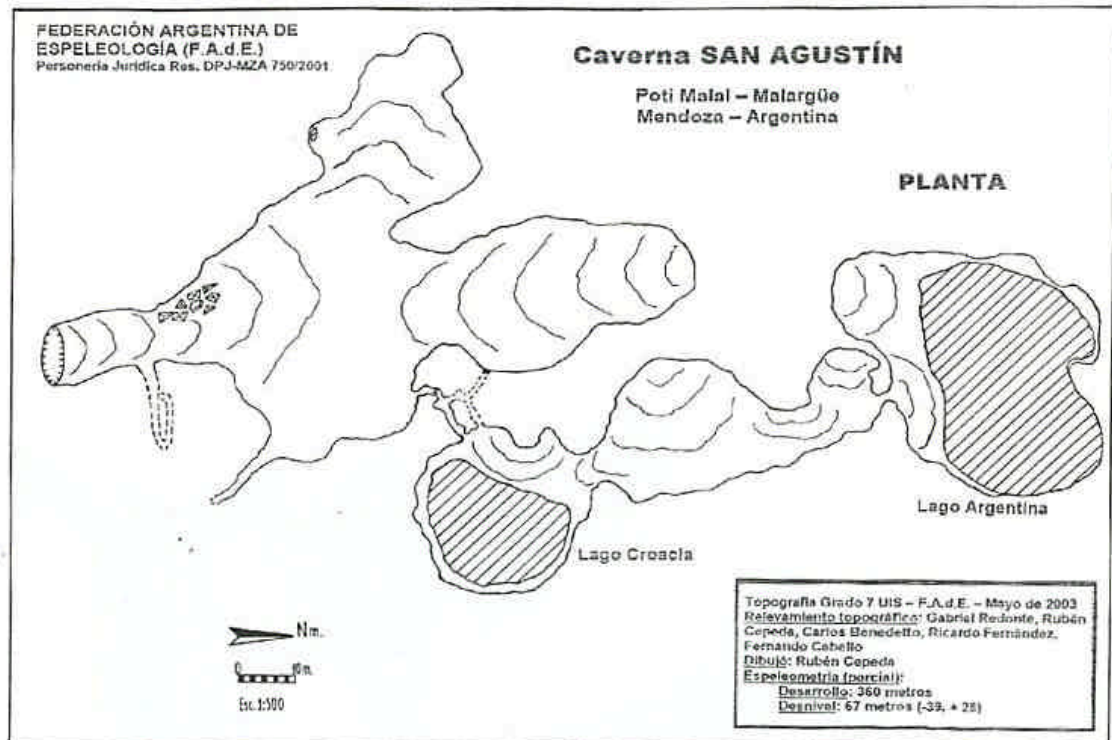 FEDERACIÓN ARGENTINA DE
ESPELEOLOGÍA (F.A.d.E.)
Personería Jurídica Res. DPJ-MZA 750/2001
Caverna SAN AGUSTÍN
Poti Malal – Malargüe
Mendoza – Argentina
PLANTA
Lago Argentina
Lago Croacia
Nm.
0 10m.
Esc. 1:500
Topografía Grado 7 UIS – F.A.d.E. – Mayo de 2003
Relevamiento topográfico: Gabriel Redonte, Rubén
Cepeda, Carlos Benedetto, Ricardo Fernández,
Fernando Cabello
Dibujó: Rubén Cepeda
Espeleometría (parcial):
Desarrollo: 360 metros
Desnivel: 67 metros (-39, + 28)